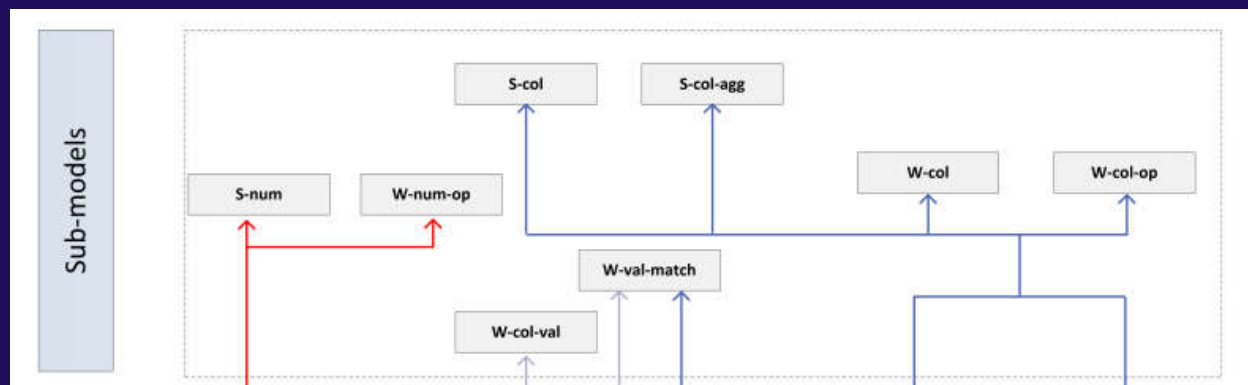 Sub-models
S-col
S-col-agg
W-col
W-col-op
S-num
W-num-op
W-val-match
W-col-val